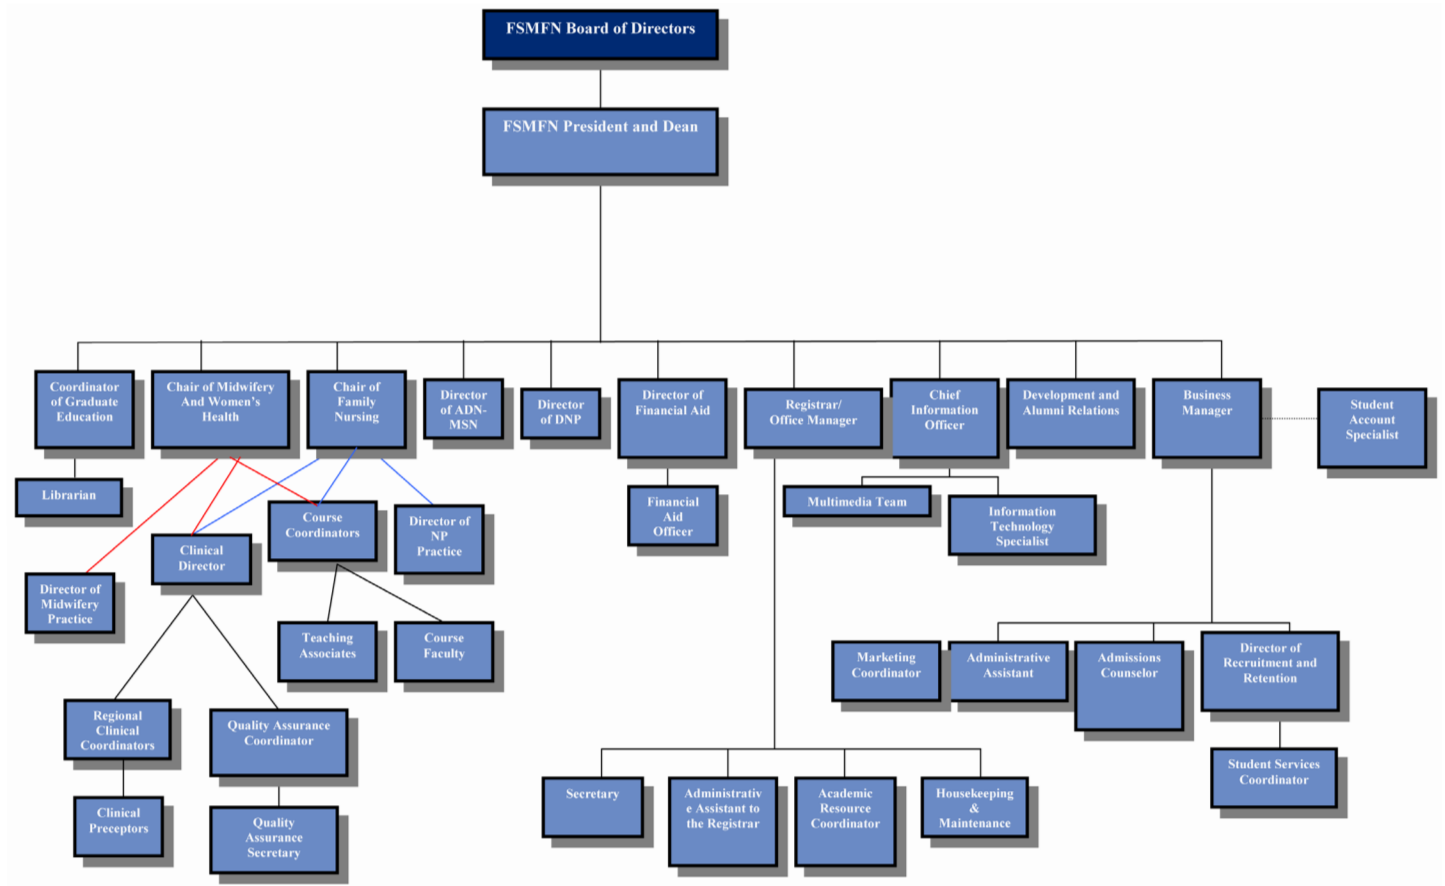 FSMFN Board of Directors
FSMFN President and Dean
Coordinator
of Graduate
Education
Chair of Midwifery
And Women's
Health
Chair of
Family
Nursing
Director
of ADN-
MSN
Director
of DNP
Director of
Financial Aid
Registrar/
Office Manager
Chief
Information
Officer
Development and
Alumni Relations
Business
Manager
Student
Account
Specialist
Librarian
Course
Coordinators
Director of
NP
Practice
Financial
Aid
Officer
Multimedia Team
Information
Technology
Specialist
Clinical
Director
Director of
Midwifery
Practice
Teaching
Associates
Course
Faculty
Marketing
Coordinator
Administrative
Assistant
Admissions
Counselor
Director of
Recruitment and
Retention
Regional
Clinical
Coordinators
Quality Assurance
Coordinator
Student Services
Coordinator
Clinical
Preceptors
Quality
Assurance
Secretary
Secretary
Administrativ
e Assistant to
the Registrar
Academic
Resource
Coordinator
Housekeeping
&
Maintenance